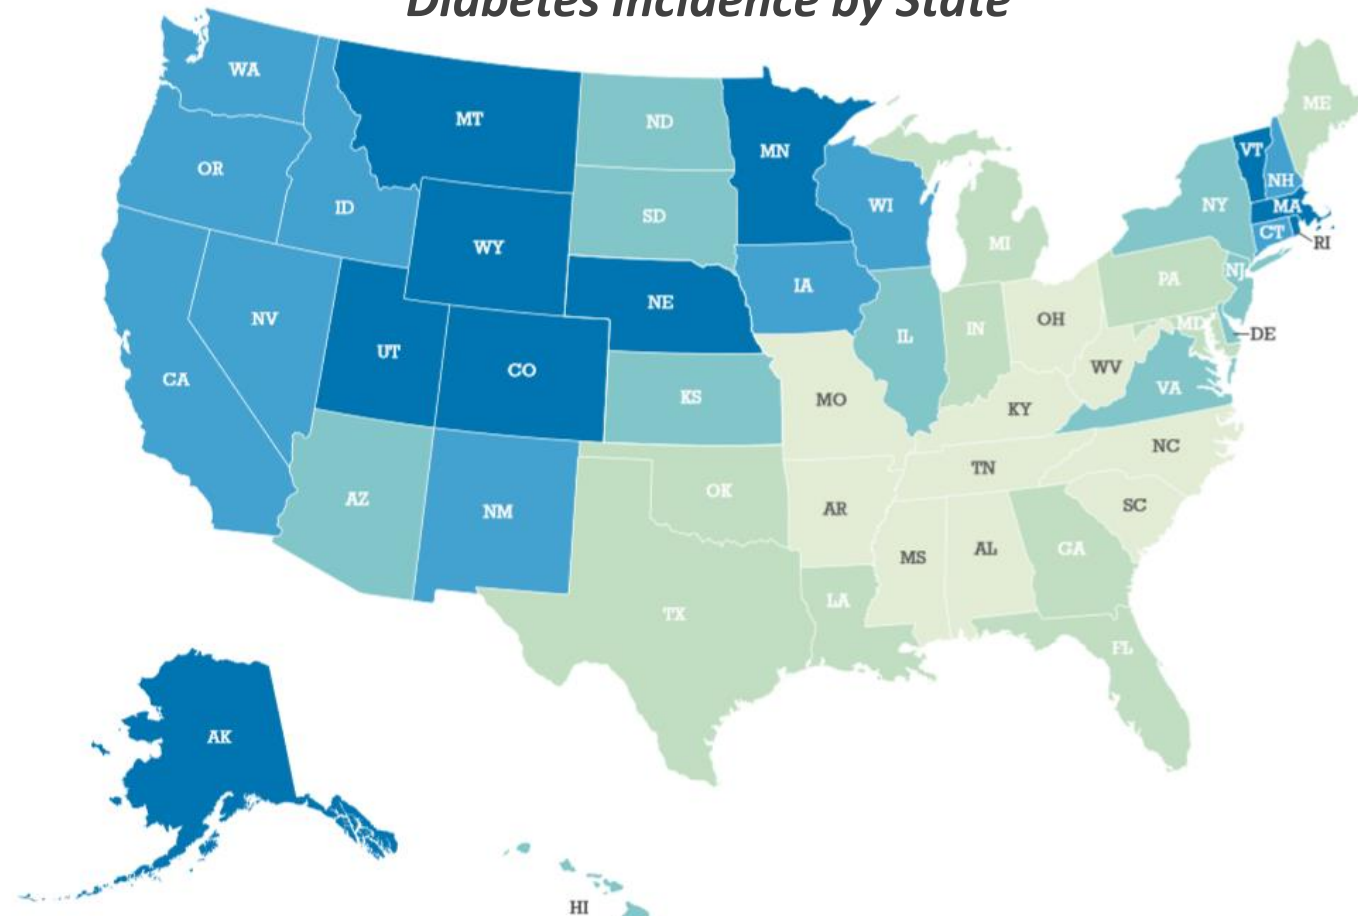 Diabetes Incidence by State
WA
MT
ND
MN
ME
VT
OR
NH
ID
WI
SD
NY
MA
CT
RI
WY
MI
NJ
PA
IA
NE
NV
OH
IN
MD
IL
DE
UT
CO
WV
CA
VA
KS
MO
KY
NC
TN
AZ
OK
NM
AR
SC
AL
GA
MS
LA
TX
FL
AK
HI